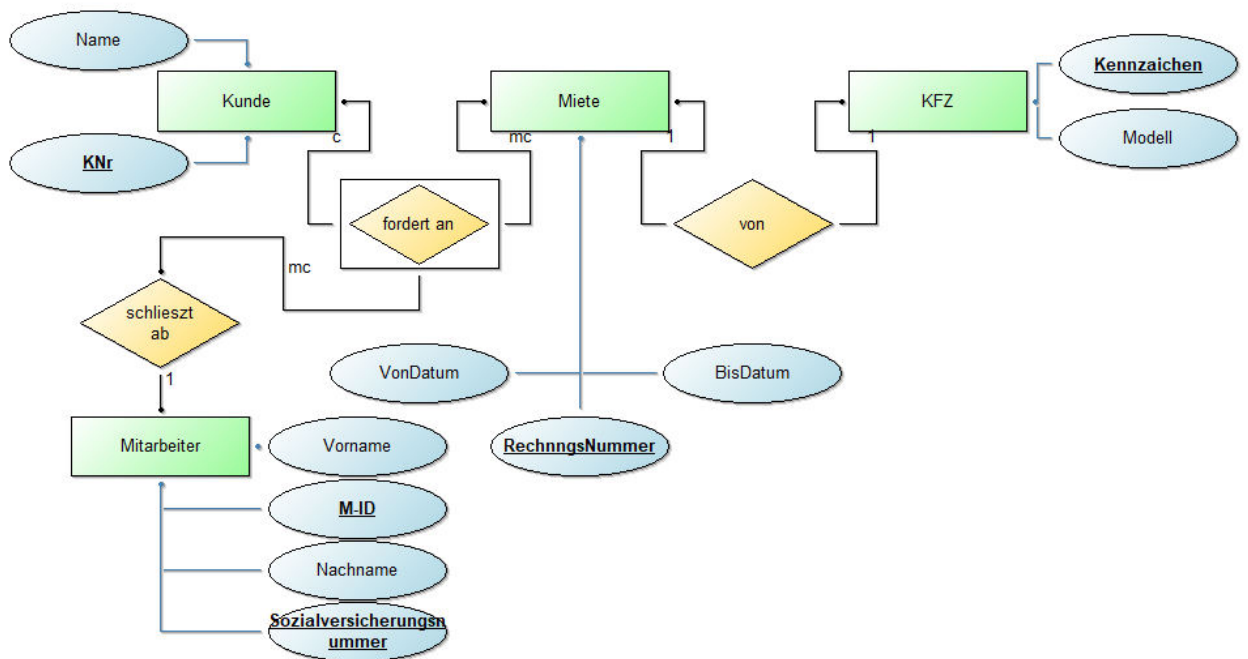 Name
Kunde
Miete
KFZ
Kennzaichen
c
mc
1
1
KNr
Modell
fordert an
von
mc
schlieszt
ab
VonDatum
BisDatum
1
Mitarbeiter
Vorname
RechnngsNummer
M-ID
Nachname
Sozialversicherungsn
ummer